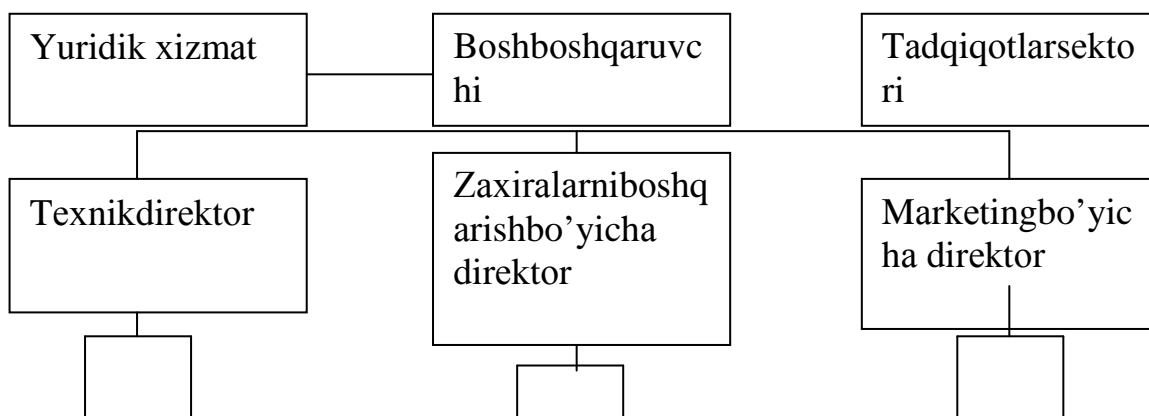 Yuridik xizmat
Boshboshqaruvc
hi
Tadqiqotlarsekto
ri
Texnikdirektor
Zaxiralarniboshq
arishbo’yicha
direktor
Marketingbo’yic
ha direktor